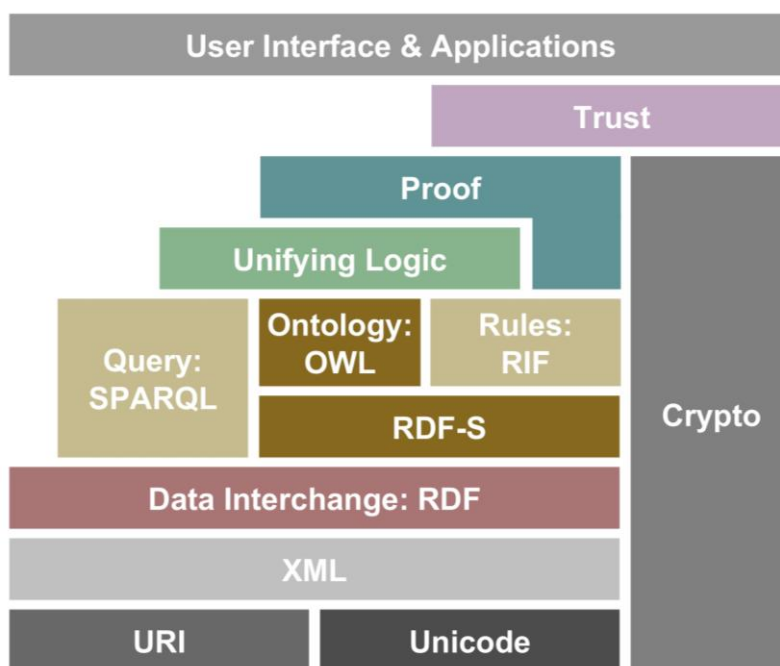 User Interface & Applications
Trust
Proof
Unifying Logic
Ontology:
OWL
Rules:
RIF
Query:
SPARQL
Crypto
RDF-S
Data Interchange: RDF
XML
URI
Unicode